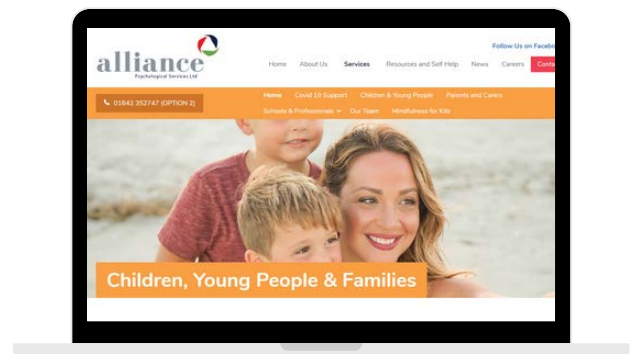 Follow Us on Facebo
alliance
Psychological Services Ltd
Home About Us Services Resources and Self Help News Careers Conta
01642 352747 (OPTION 2)
Home Covid 19 Support Children & Young People Parents and Carers
Schools & Professionals Our Team Mindfulness for Kids
Children, Young People & Families